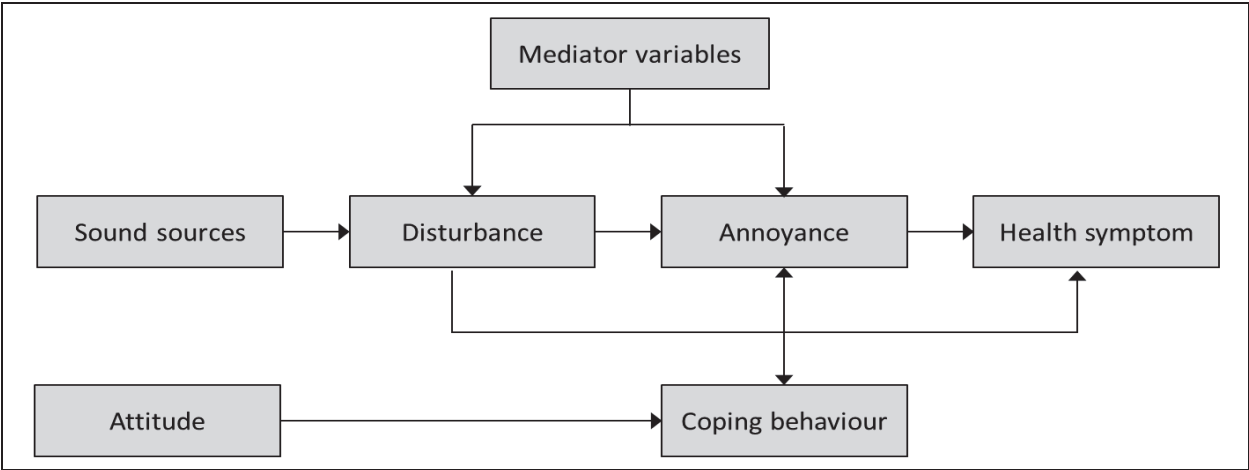 Mediator variables
Sound sources
Disturbance
Annoyance
Health symptom
Attitude
Coping behaviour